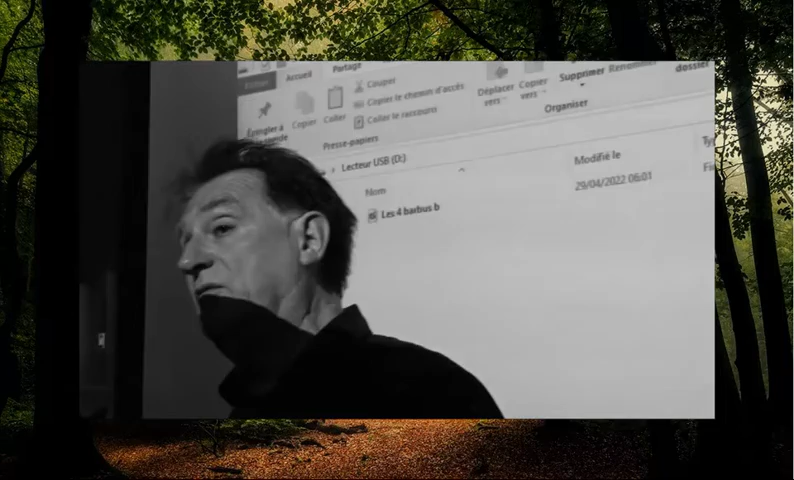 Accueil
Partage
Couper
Copier le chemin d'accès
Coller le raccourci
Épingler à
Copier
Coller
Déplacer
vers
Copier
vers
Supprimer
Renommer
dossier
Presse-papiers
Organiser
Lecteur USB (D:)
Nom
Modifié le
Les 4 barbus b
29/04/2022 06:01